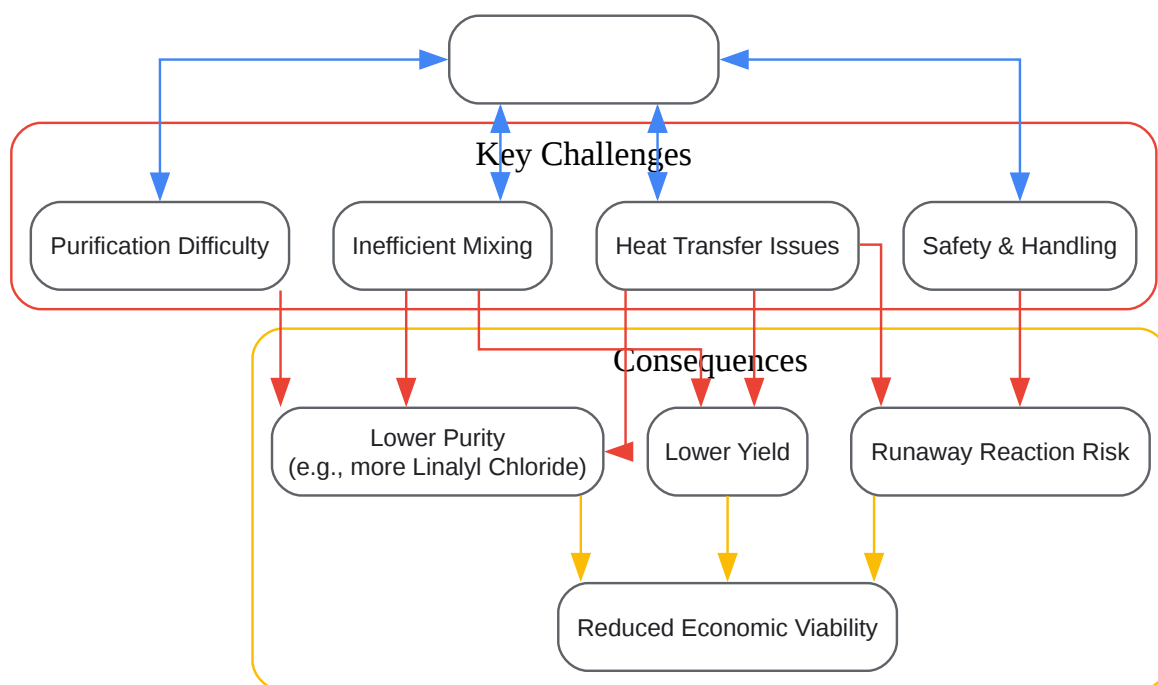 Key Challenges
Purification Difficulty
Inefficient Mixing
Heat Transfer Issues
Safety & Handling
Consequences
Lower Purity
(e.g., more Linalyl Chloride)
Lower Yield
Runaway Reaction Risk
Reduced Economic Viability